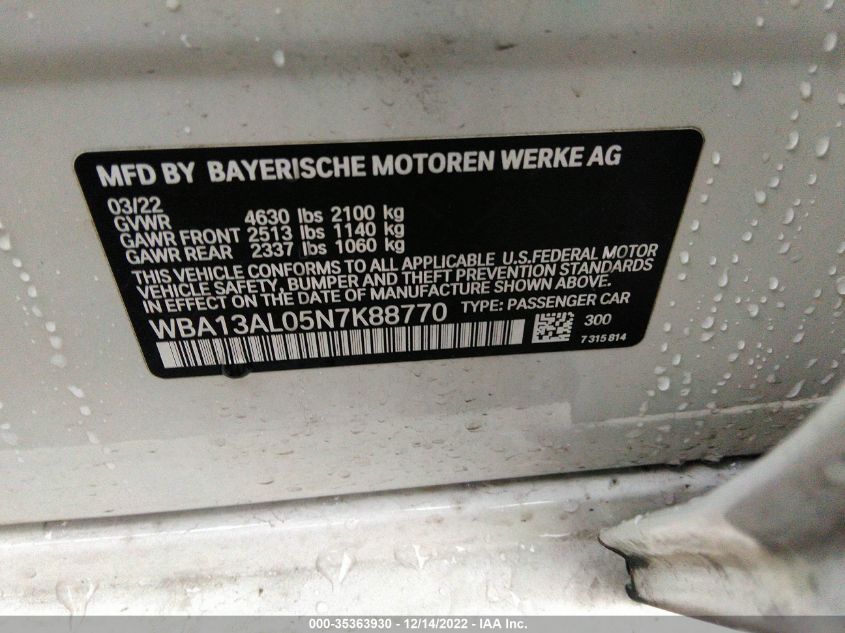 MFD BY BAYERISCHE MOTOREN WERKE AG
03/22
GVWR 4630 lbs 2100 kg
GAWR FRONT 2513 lbs 1140 kg
GAWR REAR 2337 lbs 1060 kg
THIS VEHICLE CONFORMS TO ALL APPLICABLE U.S.FEDERAL MOTOR
VEHICLE SAFETY, BUMPER AND THEFT PREVENTION STANDARDS
IN EFFECT ON THE DATE OF MANUFACTURE SHOWN ABOVE.
WBA13AL05N7K88770 TYPE: PASSENGER CAR
300
7315814
000-35363930 - 12/14/2022 - IAA Inc.